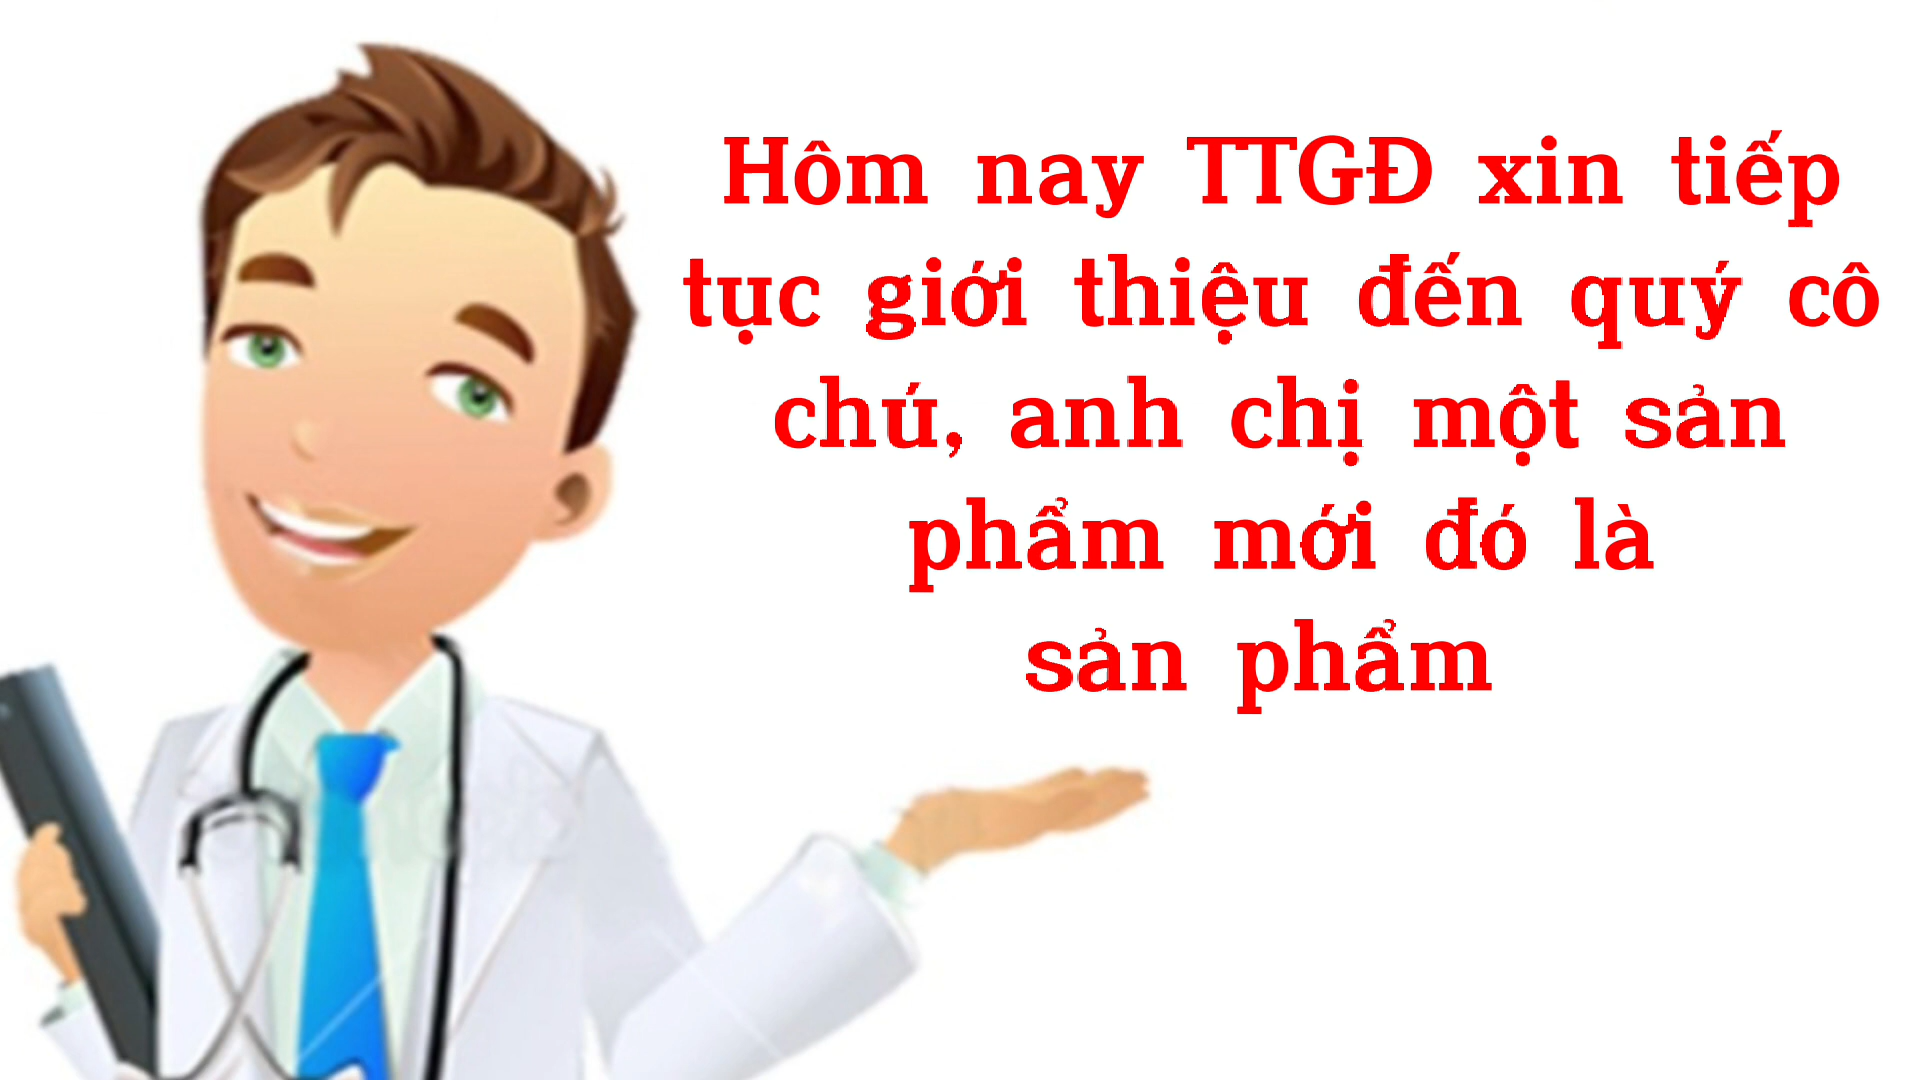 Hôm nay TTGĐ xin tiếp
tục giới thiệu đến quý cô
chú, anh chị một sản
phẩm mới đó là
sản phẩm